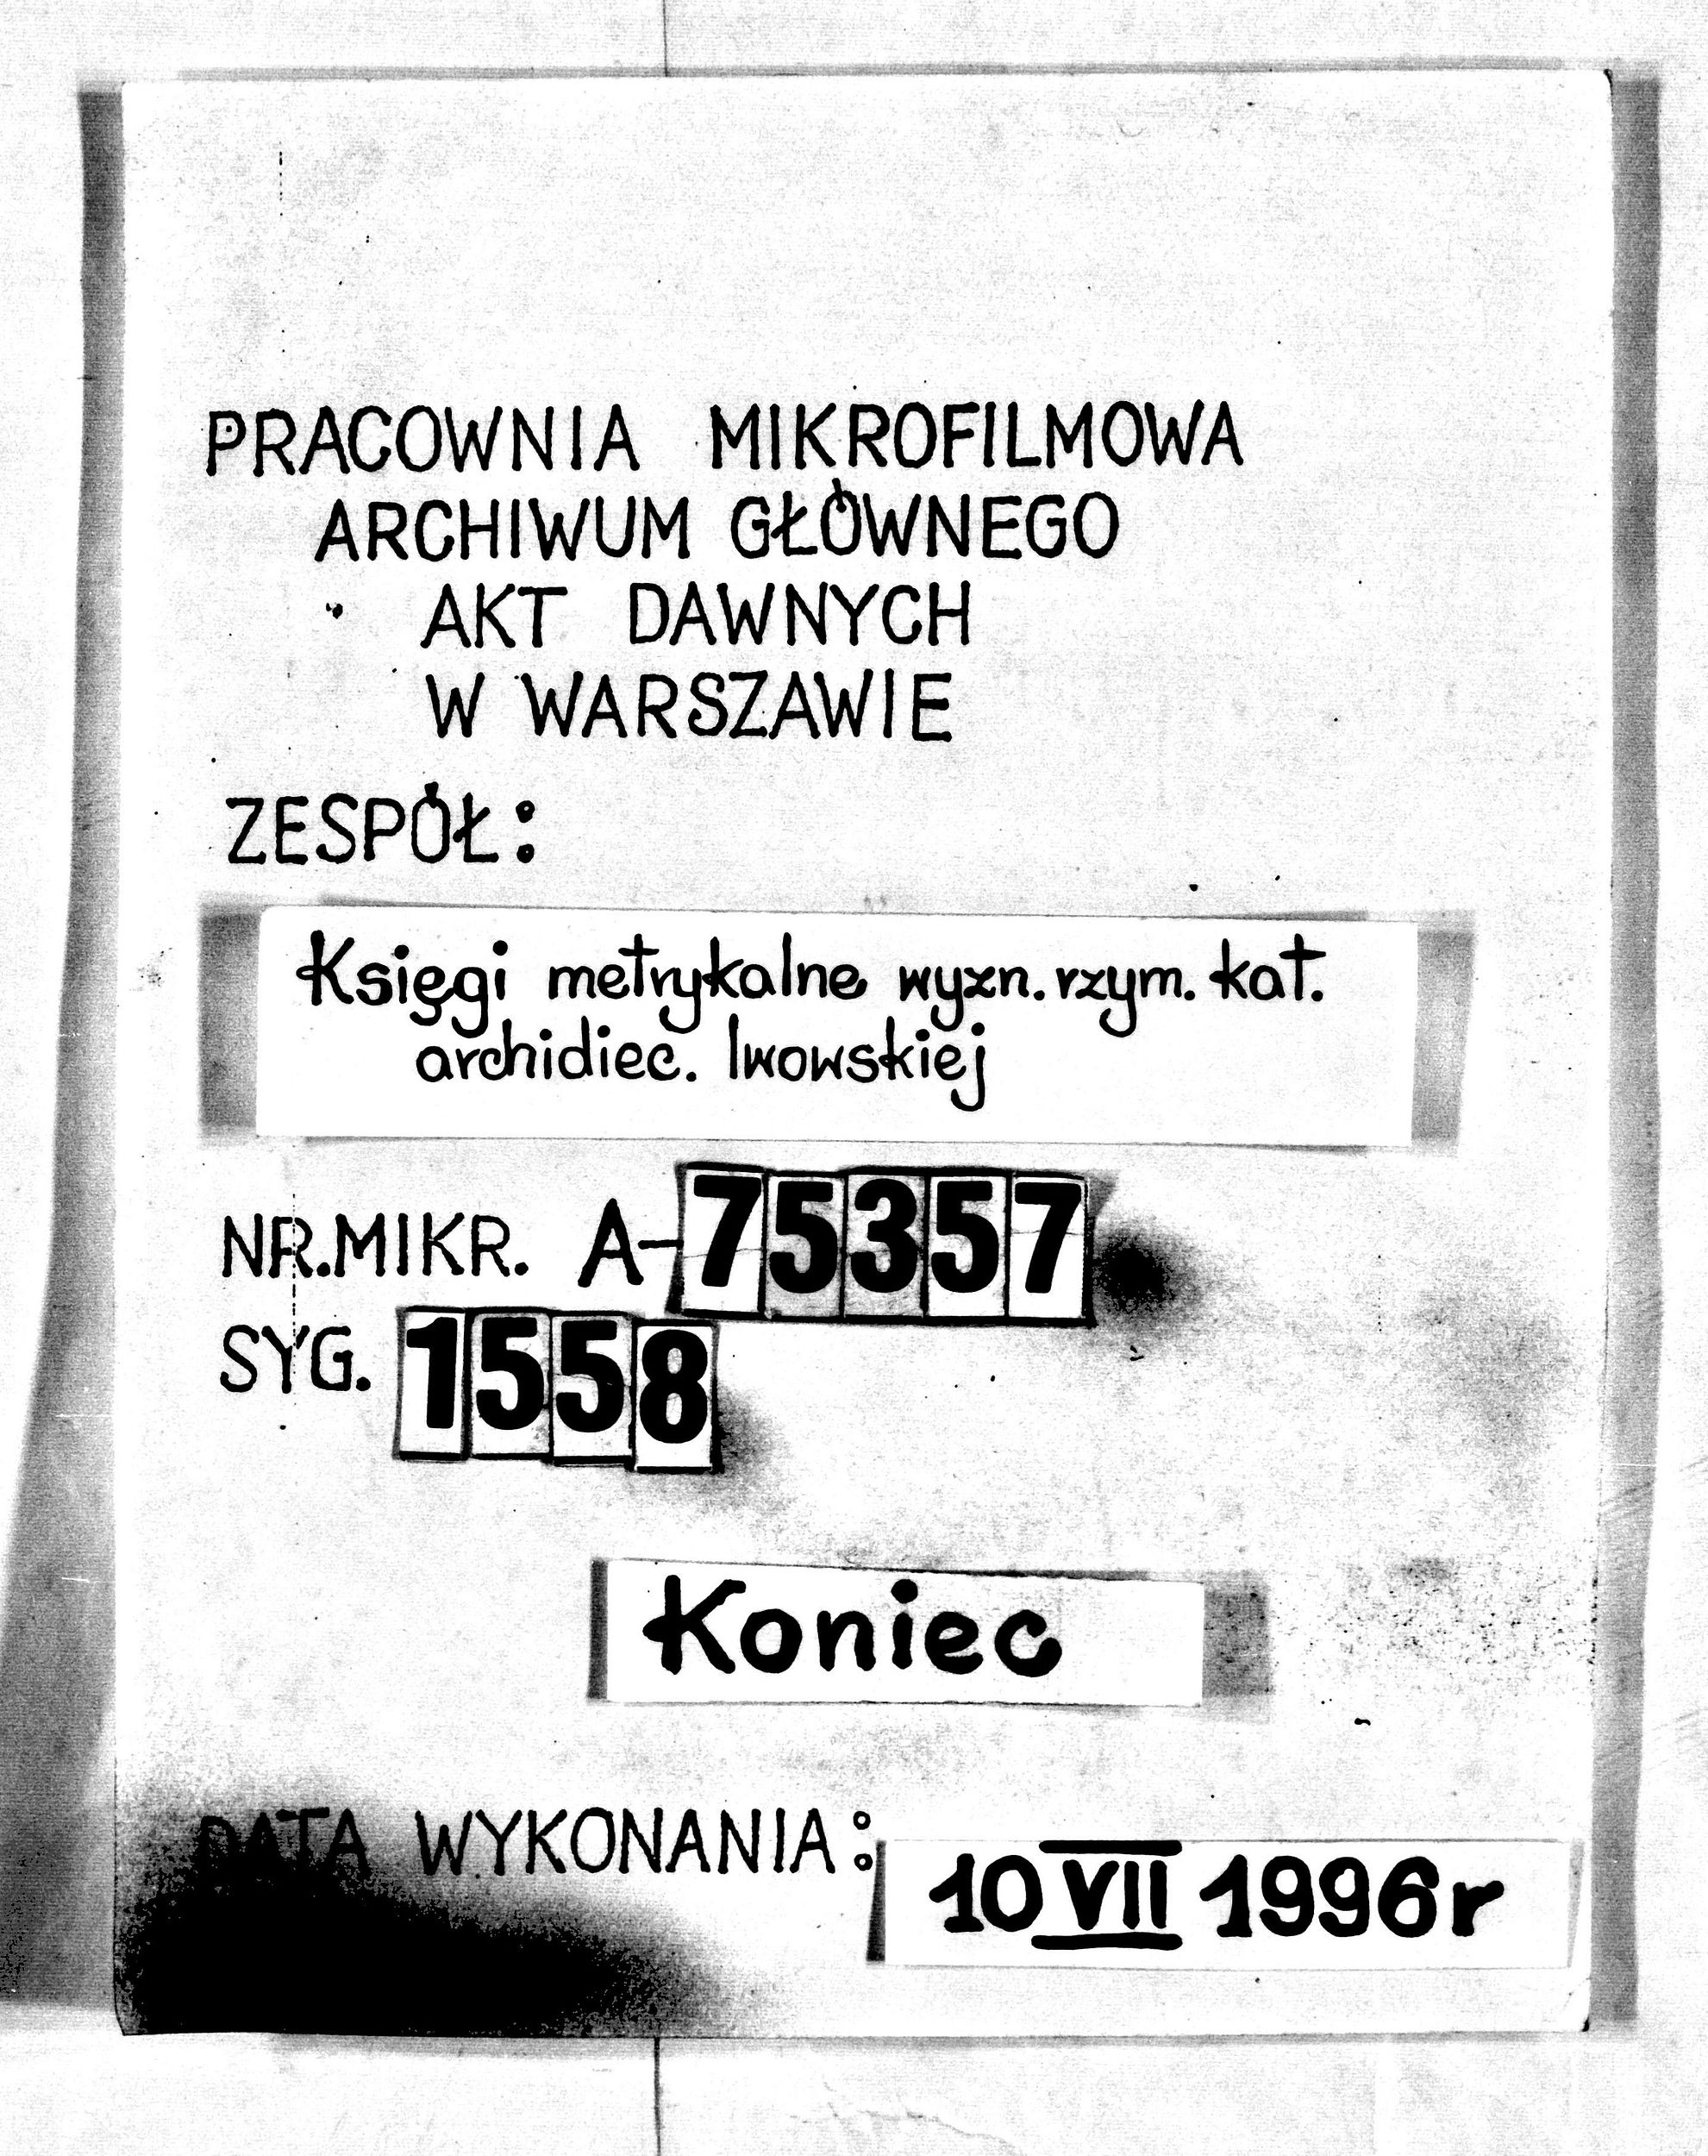 PRACOWNIA MIKROFILMOWA
ARCHIWUM GŁÓWNEGO
AKT DAWNYCH
W WARSZAWIE
ZESPÓŁ:
Księgi metrykalne wyzn. rzym. kat.
archidiec. lwowskiej
NR.MIKR. A-75357
SYG. 1558
Koniec
DATA WYKONANIA: 10 VII 1996r